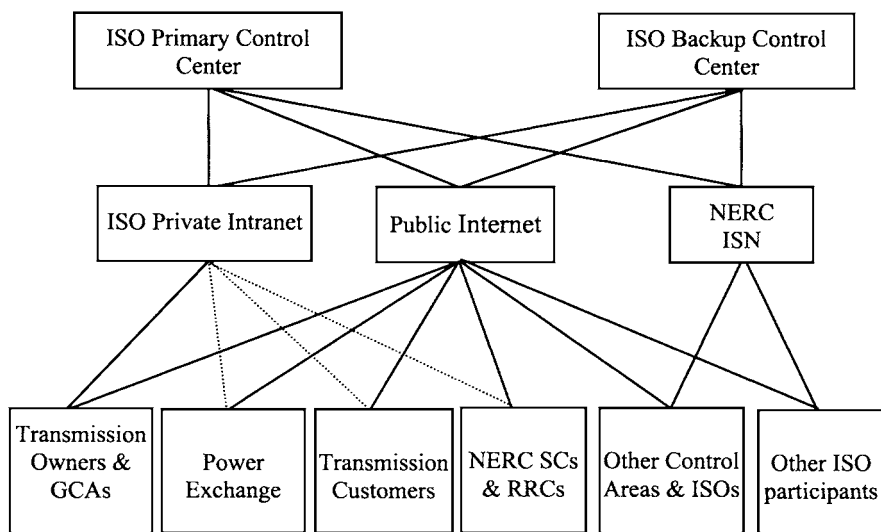 ISO Primary Control
Center
ISO Backup Control
Center
ISO Private Intranet
Public Internet
NERC
ISN
Transmission
Owners &
GCAs
Power
Exchange
Transmission
Customers
NERC SCs
& RRCs
Other Control
Areas & ISOs
Other ISO
participants